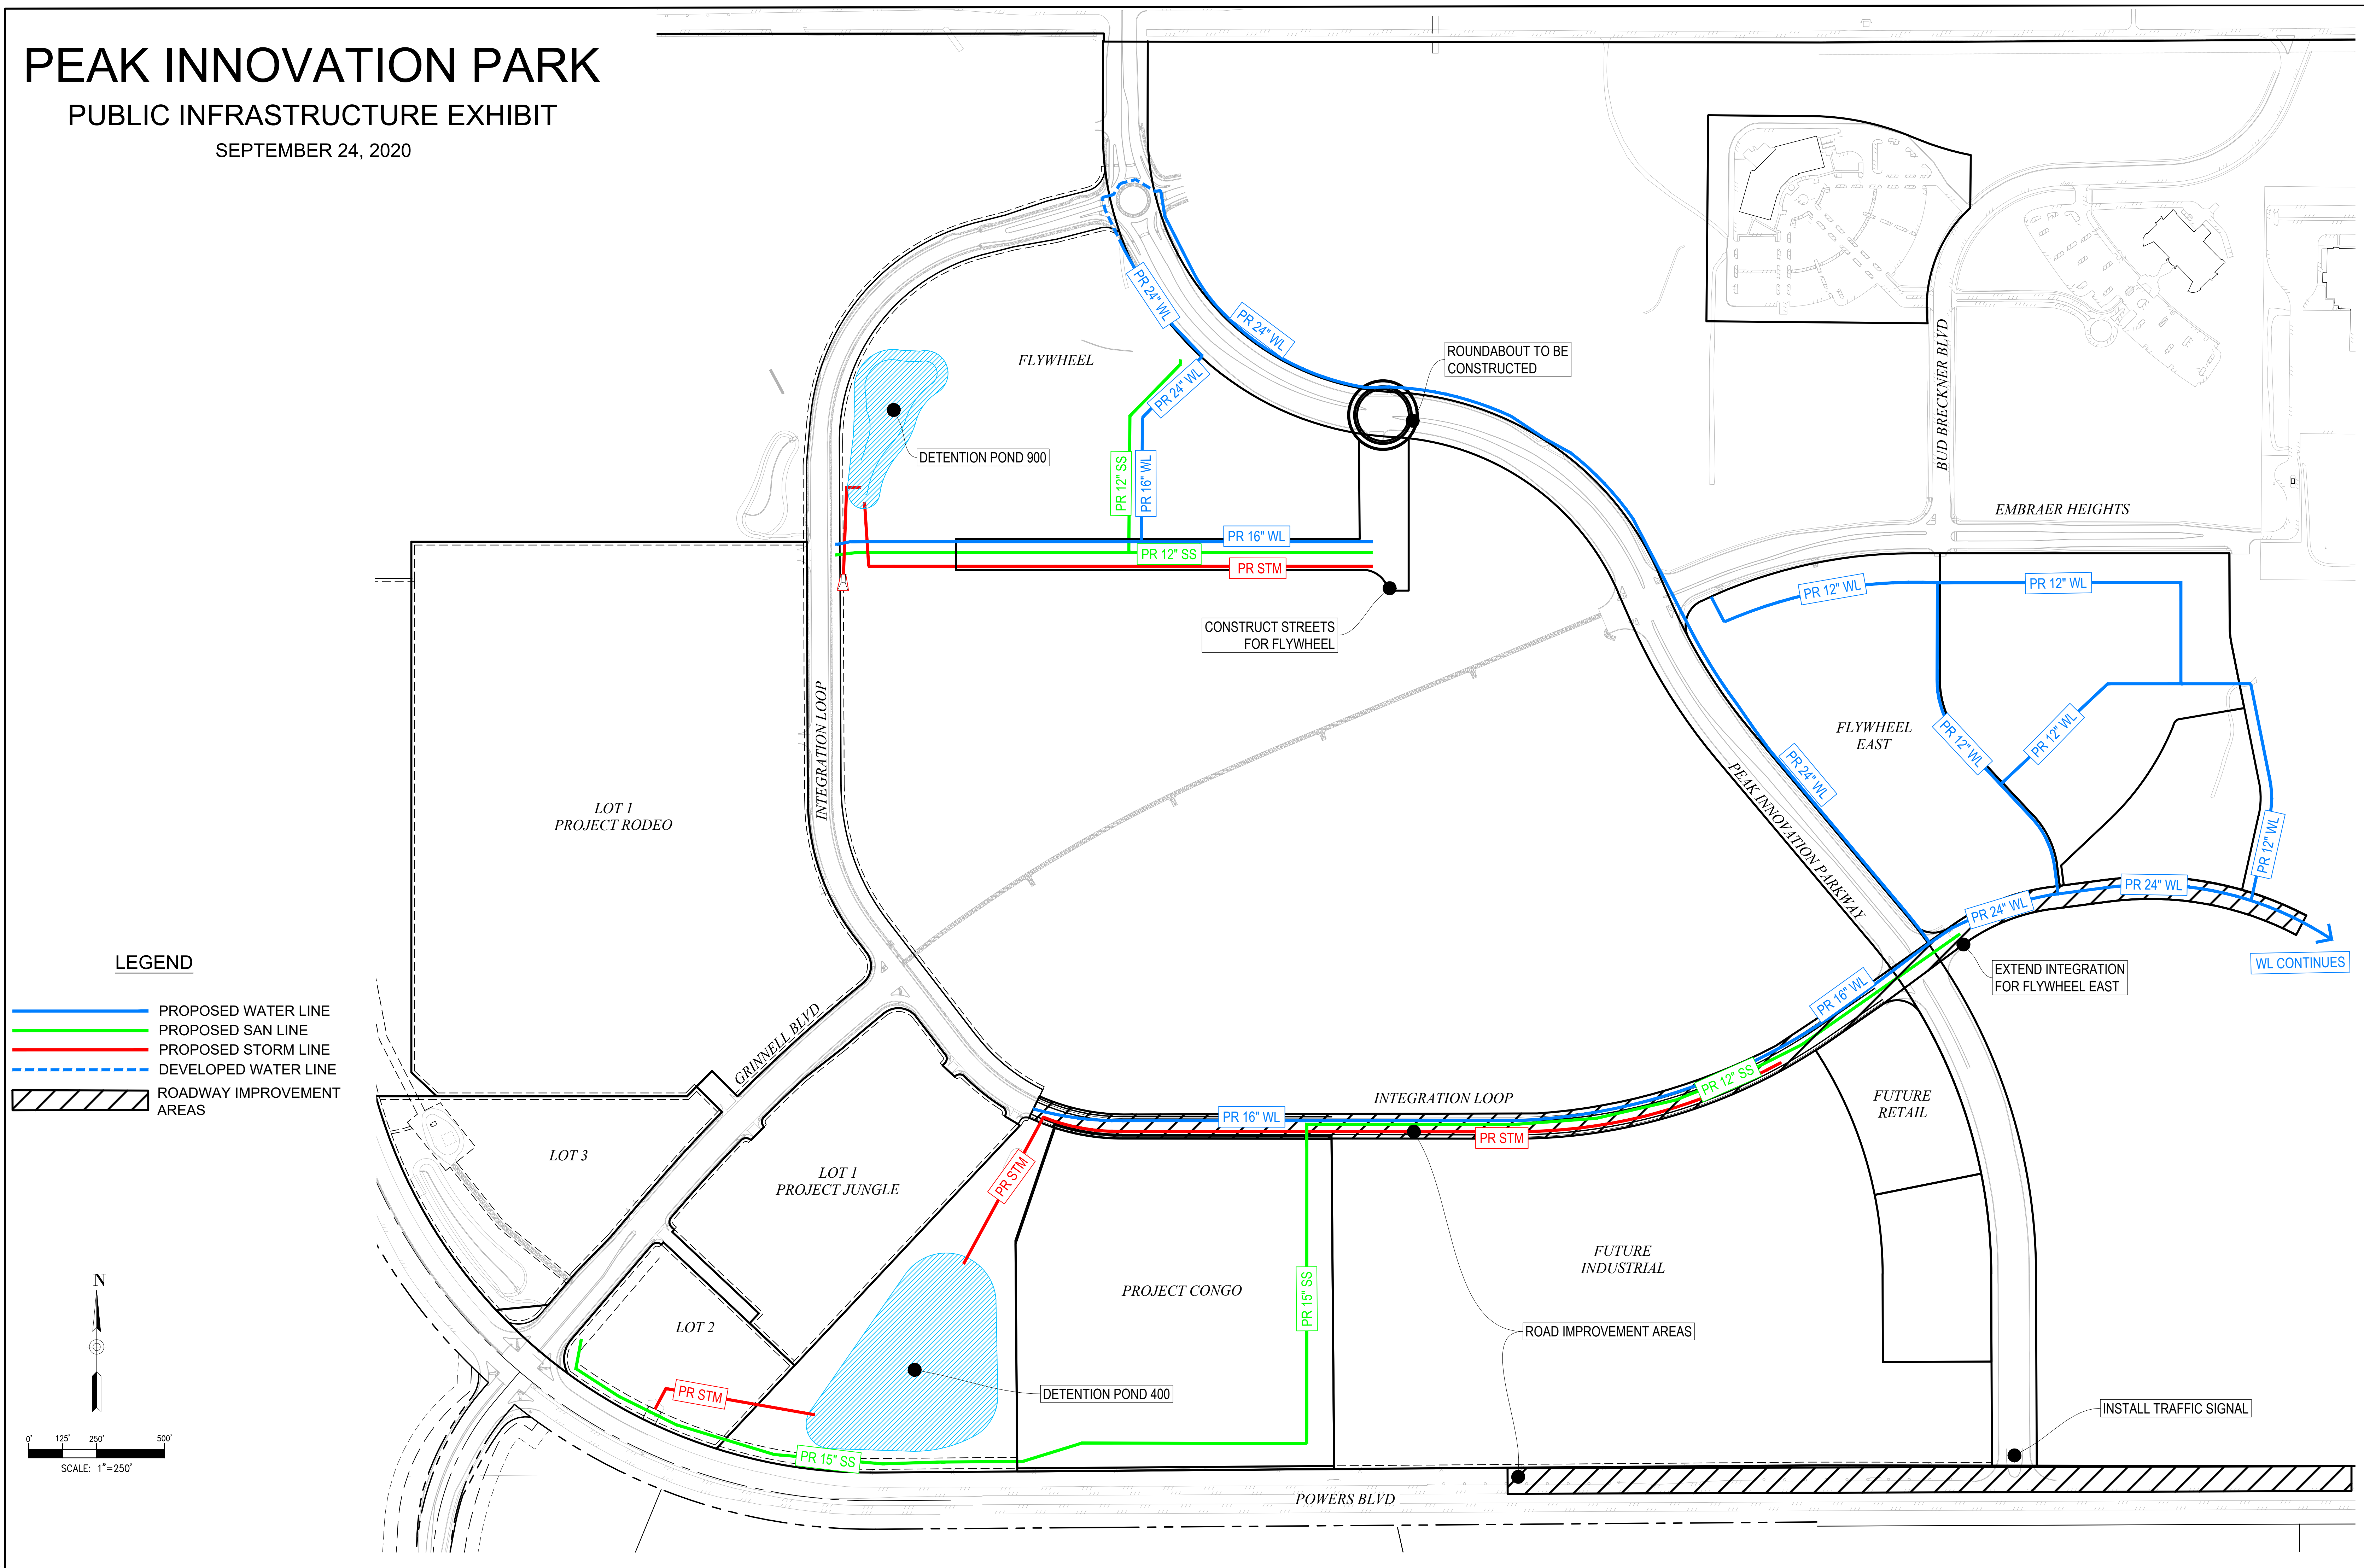 PEAK INNOVATION PARK
PUBLIC INFRASTRUCTURE EXHIBIT
SEPTEMBER 24, 2020
PR 24" WL
PR 24" WL
ROUNDABOUT TO BE
CONSTRUCTED
FLYWHEEL
PR 24" WL
BUD BRECKNER BLVD
DETENTION POND 900
PR 12" SS
PR 16" WL
EMBRAER HEIGHTS
PR 16" WL
PR 12" SS
PR STM
PR 12" WL
PR 12" WL
CONSTRUCT STREETS
FOR FLYWHEEL
INTEGRATION LOOP
FLYWHEEL
EAST
PR 12" WL
PR 12" WL
PR 24" WL
PEAK INNOVATION PARKWAY
LOT 1
PROJECT RODEO
PR 12" WL
PR 24" WL
PR 24" WL
WL CONTINUES
EXTEND INTEGRATION
FOR FLYWHEEL EAST
PR 16" WL
LEGEND
PROPOSED WATER LINE
PROPOSED SAN LINE
PROPOSED STORM LINE
DEVELOPED WATER LINE
ROADWAY IMPROVEMENT
AREAS
GRINNELL BLVD
PR 12" SS
INTEGRATION LOOP
FUTURE
RETAIL
PR 16" WL
PR STM
LOT 3
LOT 1
PROJECT JUNGLE
PR STM
FUTURE
INDUSTRIAL
PROJECT CONGO
PR 15" SS
N
LOT 2
ROAD IMPROVEMENT AREAS
PR STM
DETENTION POND 400
INSTALL TRAFFIC SIGNAL
0' 125' 250' 500'
SCALE: 1"=250'
PR 15" SS
POWERS BLVD